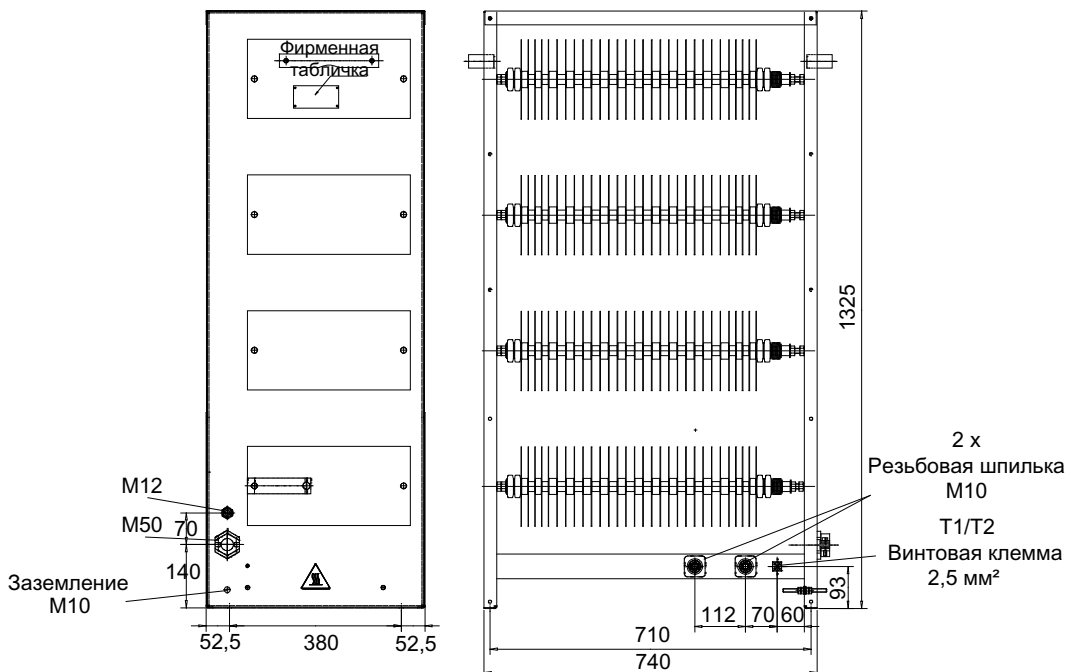 Фирменная
табличка
M12
M50
70
140
Заземление
M10
52,5
380
52,5
1325
2 x
Резьбовая шпилька
M10
T1/T2
Винтовая клемма
2,5 мм²
93
112
70
60
710
740